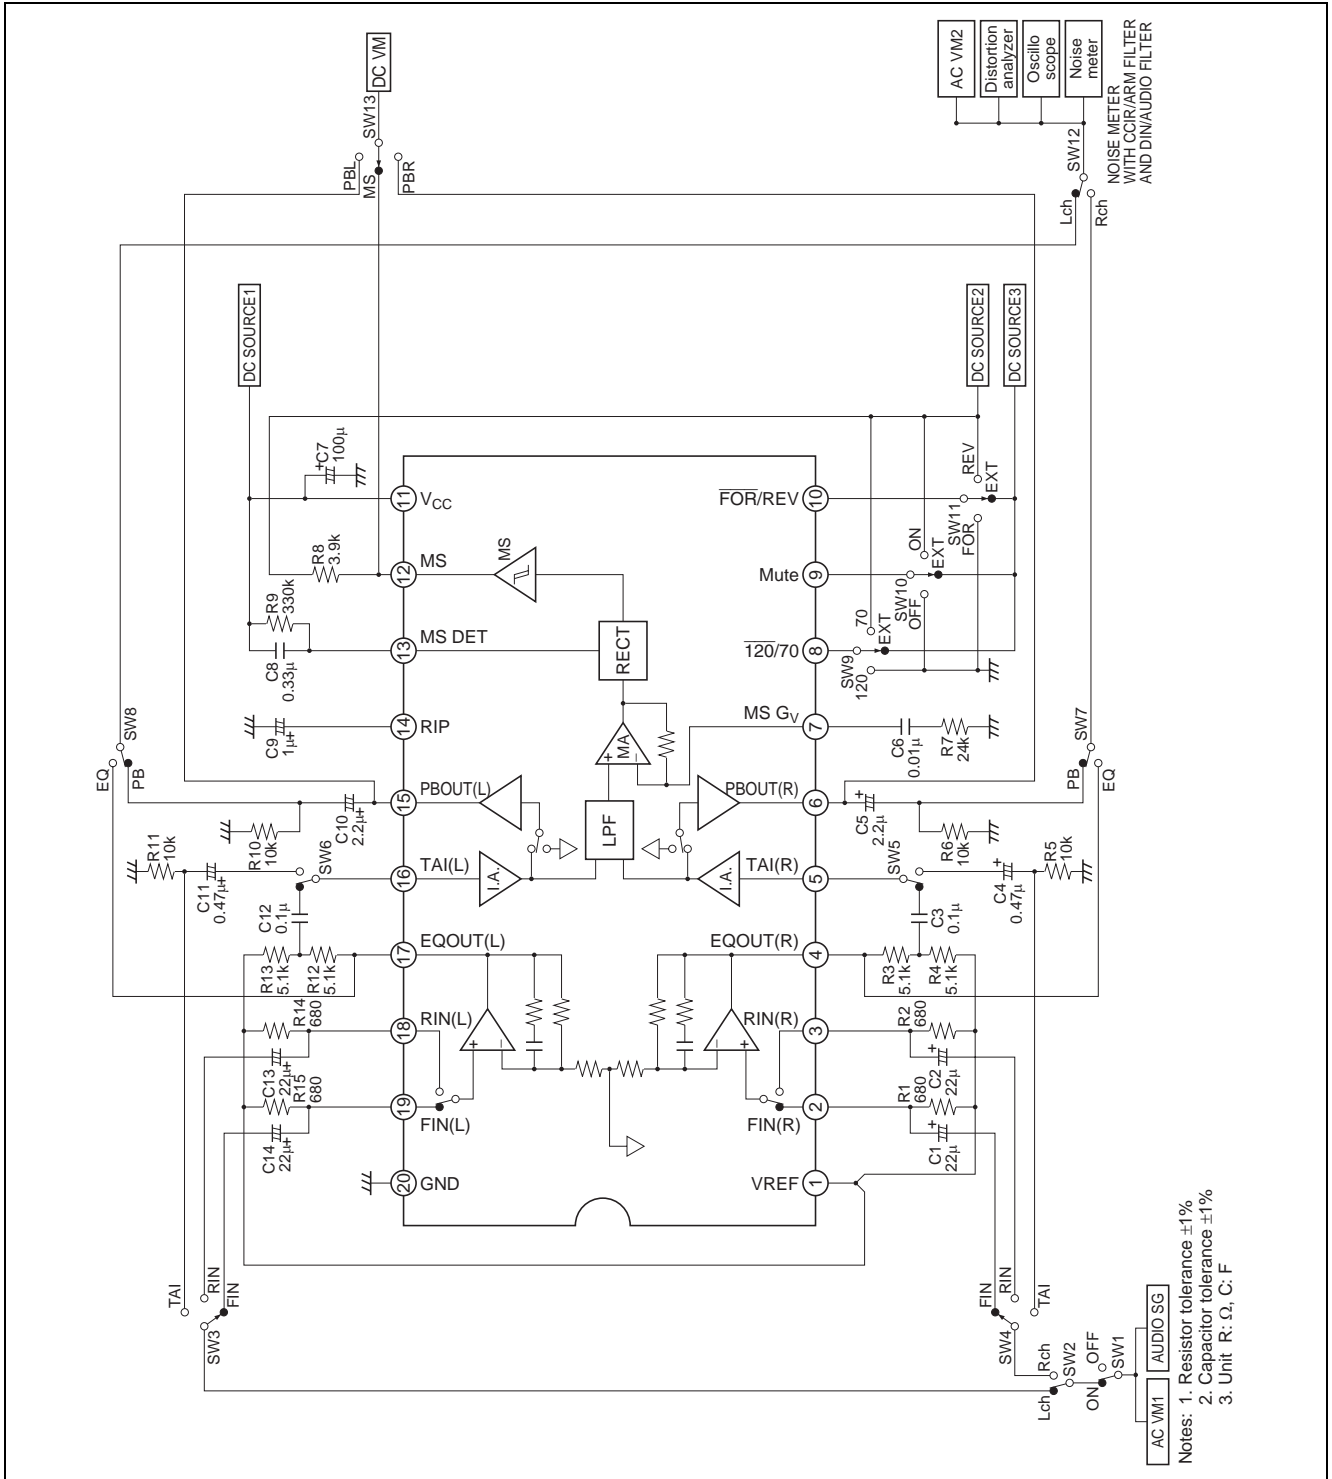 DC VM
SW13
PBL
MS
PBR
AC VM2
Distortion
analyzer
Oscillo
scope
Noise
meter
NOISE METER
WITH CCIR/ARM FILTER
AND DIN/AUDIO FILTER
SW12
Lch
Rch
DC SOURCE1
DC SOURCE2
DC SOURCE3
C7
100µ
+
R8
3.9k
R9
330k
C8
0.33µ
C9
1µ+
11
VCC
12
MS
MS
13
MS DET
14
RIP
15
PBOUT(L)
16
TAI(L)
17
EQOUT(L)
18
RIN(L)
19
FIN(L)
20
GND
RECT
MA
+
−
LPF
I.A.
I.A.
+
−
−
+
FOR/REV
10
Mute
9
120/70
8
MS GV
7
PBOUT(R)
6
TAI(R)
5
EQOUT(R)
4
RIN(R)
3
FIN(R)
2
VREF
1
REV
EXT
SW11
FOR
ON
EXT
SW10
OFF
70
EXT
SW9
120
C6
0.01µ
R7
24k
SW7
PB
EQ
C5
2.2µ
+
R6
10k
SW5
C4
0.47µ
+
R5
10k
C3
0.1µ
R3
5.1k
R4
5.1k
R2
680
C2
22µ
+
R1
680
C1
22µ
+
SW8
EQ
PB
R11
10k
R10
10k
C10
2.2µ+
C11
0.47µ+
SW6
C12
0.1µ
R13
5.1k
R12
5.1k
R14
680
C13
22µ+
R15
680
C14
22µ+
TAI
RIN
FIN
SW3
FIN
RIN
TAI
SW4
Rch
Lch
SW2
OFF
ON
SW1
AC VM1
AUDIO SG
Notes: 1. Resistor tolerance ±1%
2. Capacitor tolerance ±1%
3. Unit R: Ω, C: F